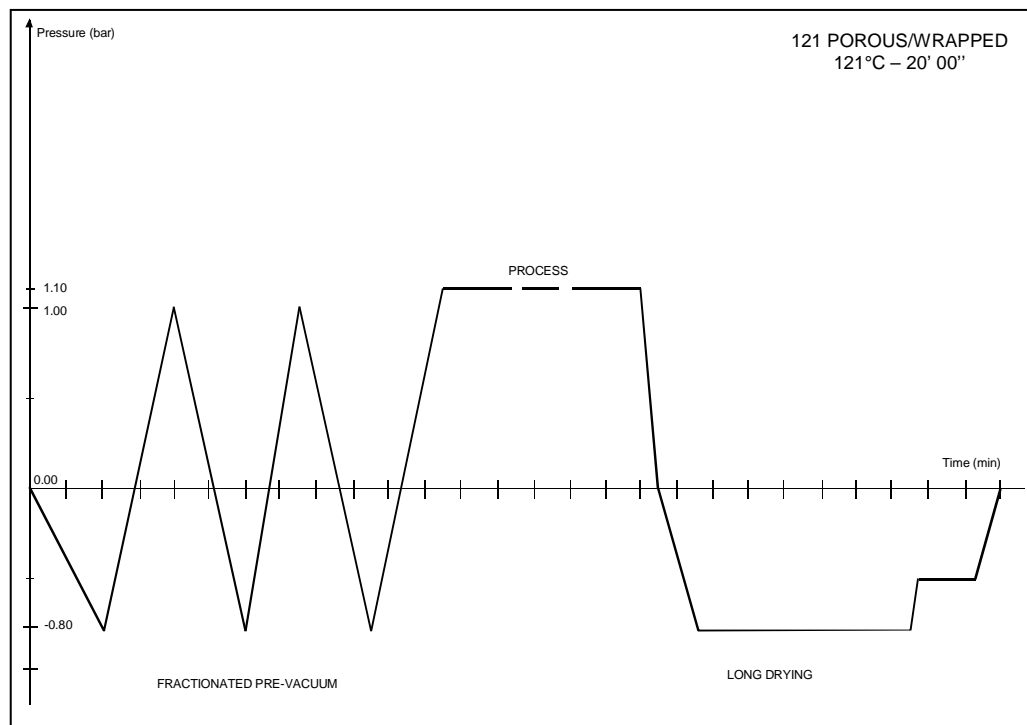 Pressure (bar)
121 POROUS/WRAPPED
121°C – 20' 00''
PROCESS
1.10
1.00
0.00
Time (min)
-0.80
LONG DRYING
FRACTIONATED PRE-VACUUM